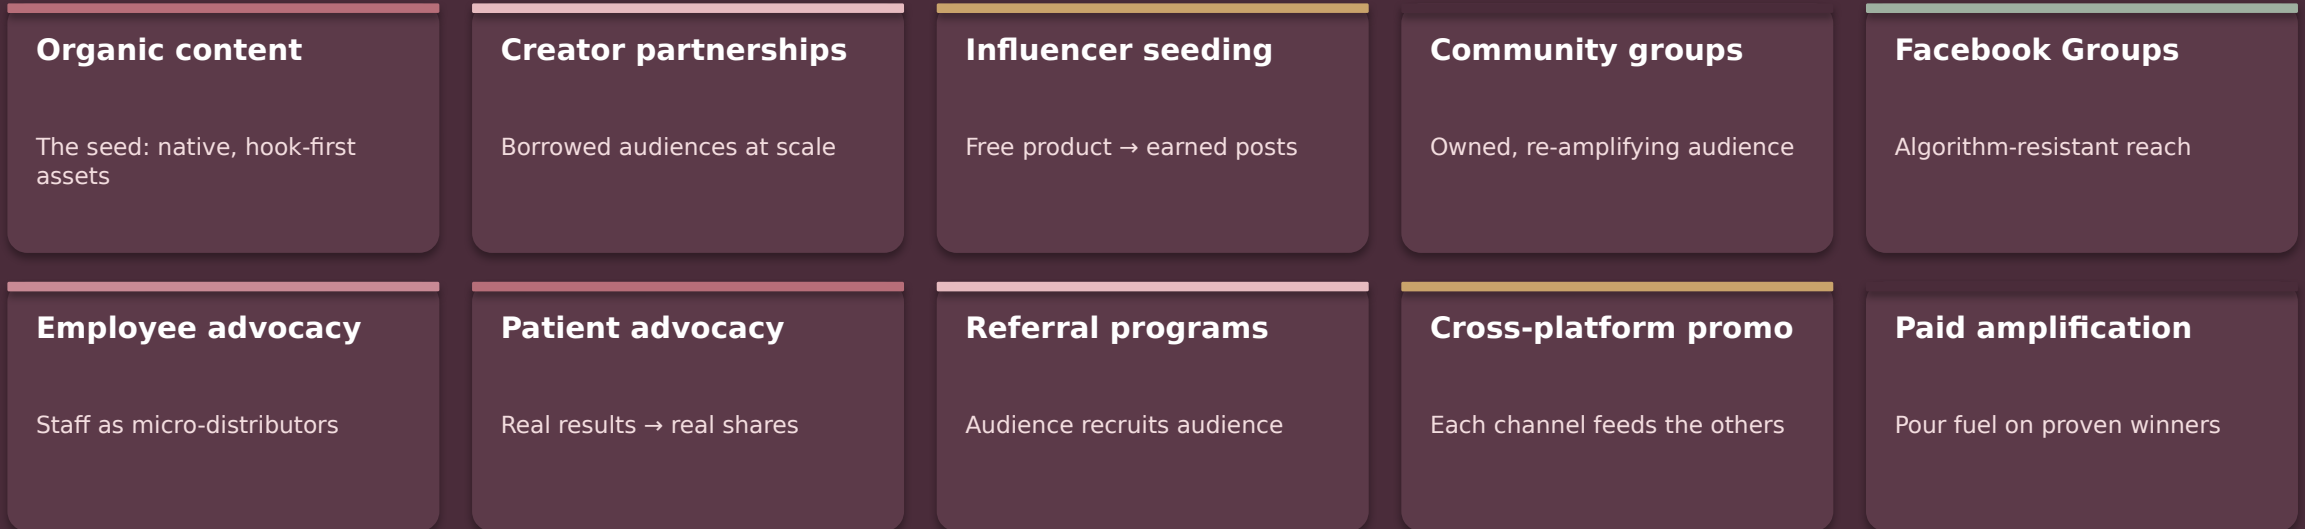 Organic content
The seed: native, hook-first
assets
Creator partnerships
Borrowed audiences at scale
Influencer seeding
Free product → earned posts
Community groups
Owned, re-amplifying audience
Facebook Groups
Algorithm-resistant reach
Employee advocacy
Staff as micro-distributors
Patient advocacy
Real results → real shares
Referral programs
Audience recruits audience
Cross-platform promo
Each channel feeds the others
Paid amplification
Pour fuel on proven winners